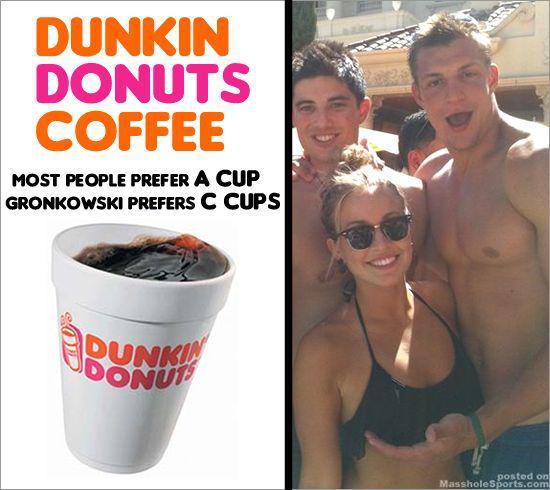 DUNKIN
DONUTS
COFFEE
MOST PEOPLE PREFER A CUP
GRONKOWSKI PREFERS C CUPS
DUNKIN'
DONUTS
posted on
MassholeSports.com